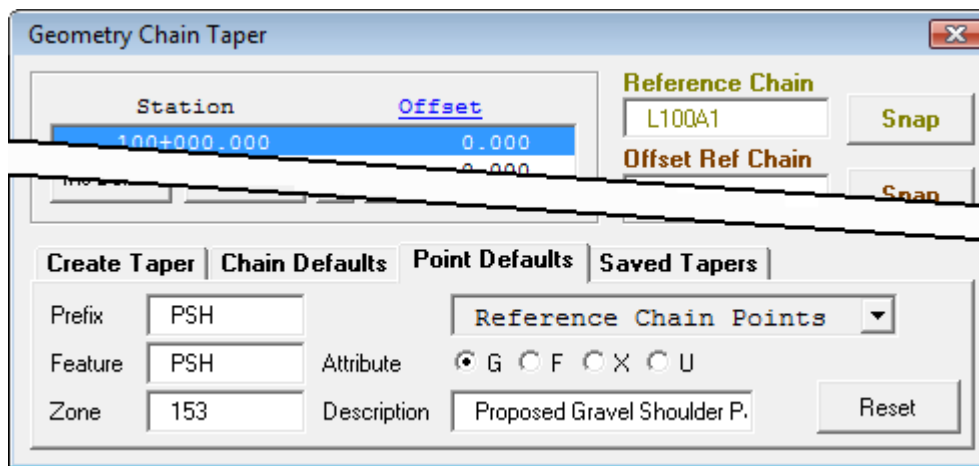 Geometry Chain Taper
Reference Chain
Station Offset
L100A1 Snap
100+000.000 0.000
Offset Ref Chain
0.000
Snap
Create Taper Chain Defaults Point Defaults Saved Tapers
Prefix PSH Reference Chain Points
Feature PSH Attribute G F X U
Zone 153 Description Proposed Gravel Shoulder P. Reset